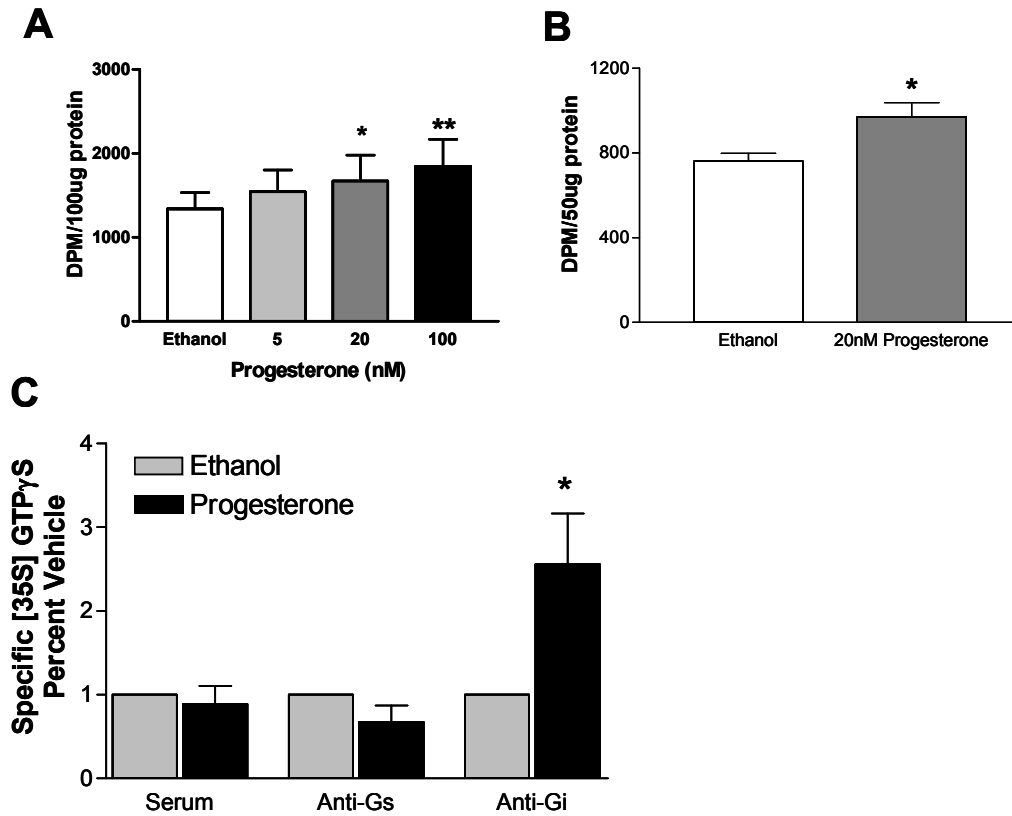 A
3000
2000
1000
0
DPM/100ug protein
*
**
Ethanol 5 20 100
Progesterone (nM)
B
1200
800
400
0
DPM/50ug protein
*
Ethanol 20nM Progesterone
C
4
3
2
1
0
Specific [35S] GTPγS
Percent Vehicle
Ethanol
Progesterone
*
Serum Anti-Gs Anti-Gi